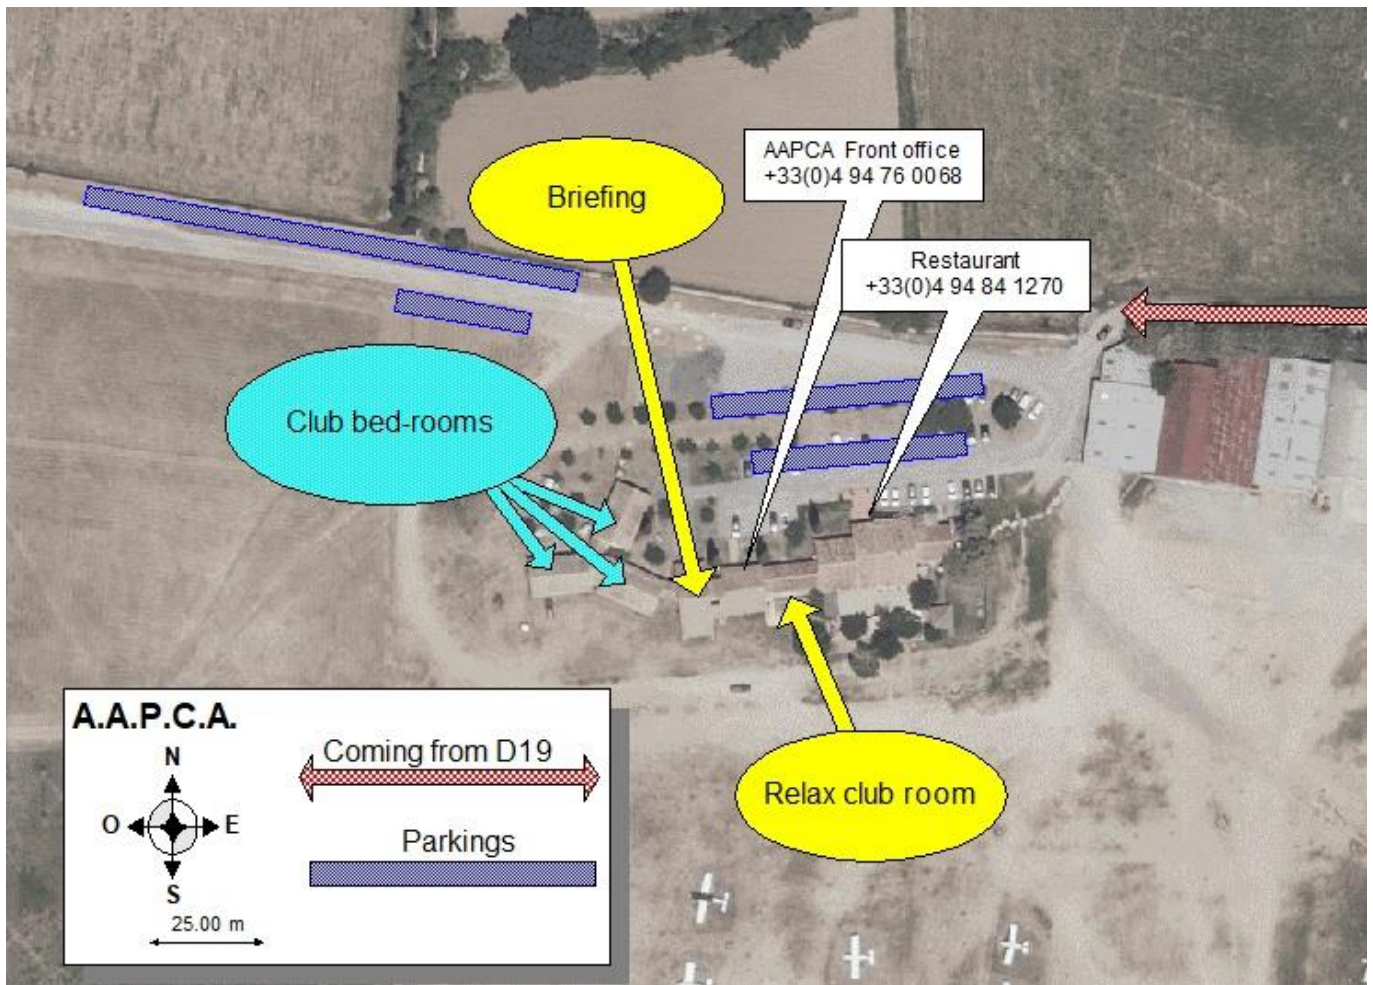 AAPCA Front office
+33(0)4 94 76 0068
Briefing
Restaurant
+33(0)4 94 84 1270
Club bed-rooms
A.A.P.C.A.
Coming from D19
N
O
E
S
Parkings
25.00 m
Relax club room